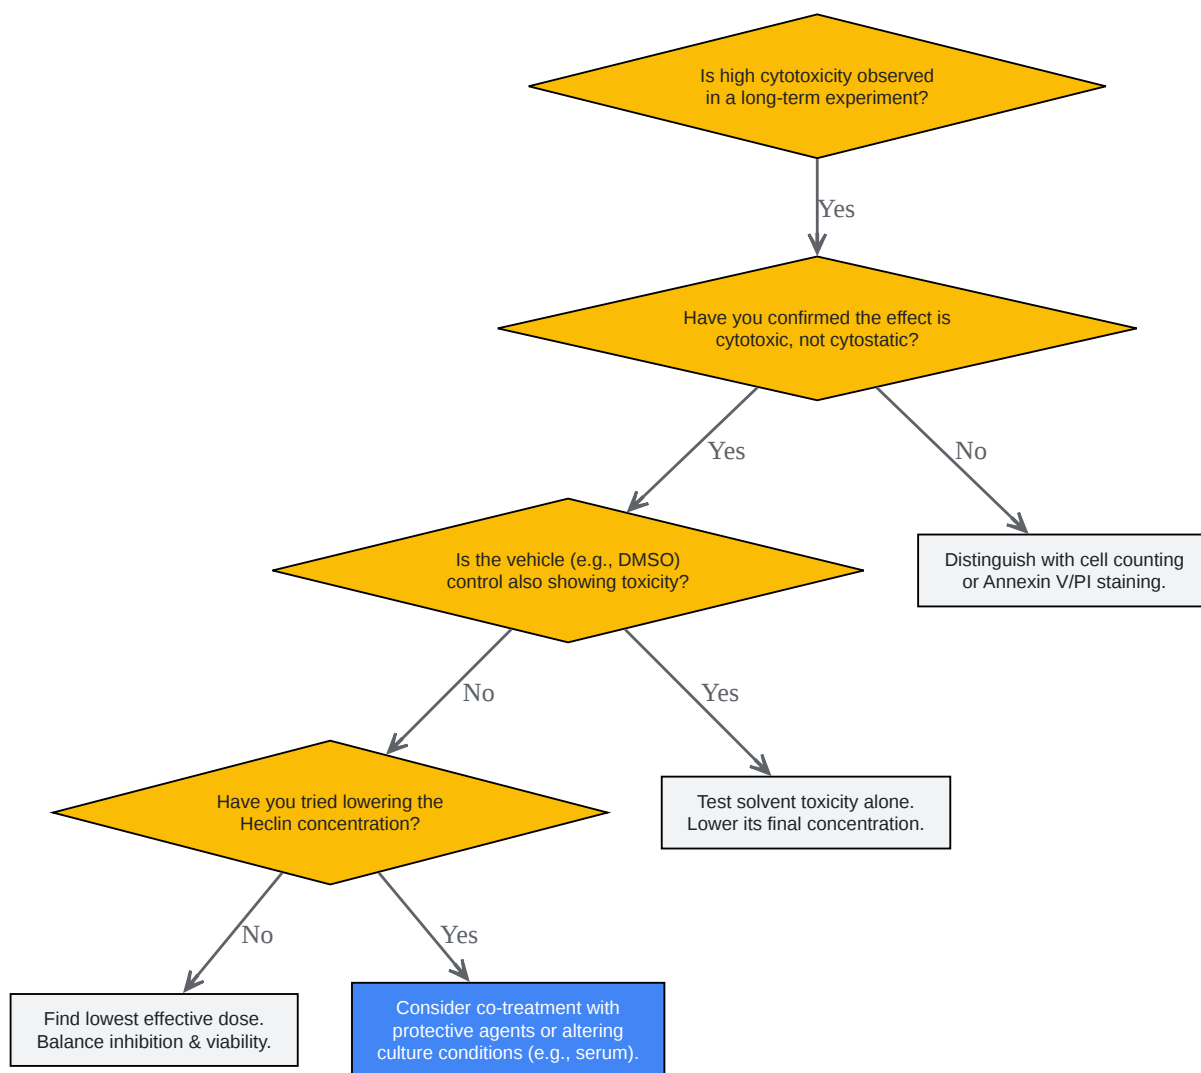 Is high cytotoxicity observed
in a long-term experiment?
Yes
Have you confirmed the effect is
cytotoxic, not cytostatic?
Yes
No
Is the vehicle (e.g., DMSO)
control also showing toxicity?
Distinguish with cell counting
or Annexin V/PI staining.
No
Yes
Have you tried lowering the
Heclin concentration?
Test solvent toxicity alone.
Lower its final concentration.
No
Yes
Find lowest effective dose.
Balance inhibition & viability.
Consider co-treatment with
protective agents or altering
culture conditions (e.g., serum).